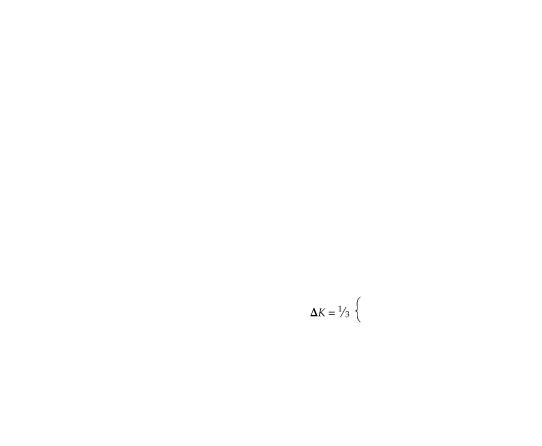 ΔK = ⅓ {